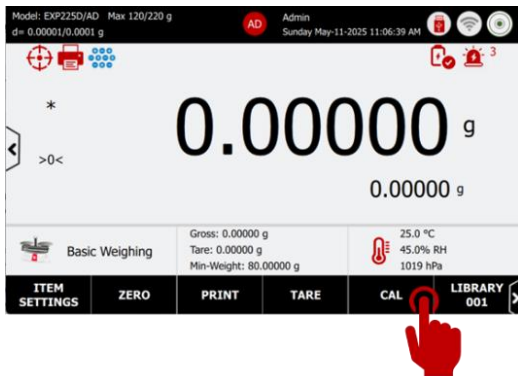 Model: EXP225D/AD Max 120/220 g
d= 0.00001/0.0001 g
AD
Admin
Sunday May-11-2025 11:06:39 AM
3
*
>0<
0.00000 g
0.00000 g
Basic Weighing
Gross: 0.00000 g
Tare: 0.00000 g
Min-Weight: 80.00000 g
25.0 °C
45.0% RH
1019 hPa
ITEM
SETTINGS
ZERO
PRINT
TARE
CAL
LIBRARY
001